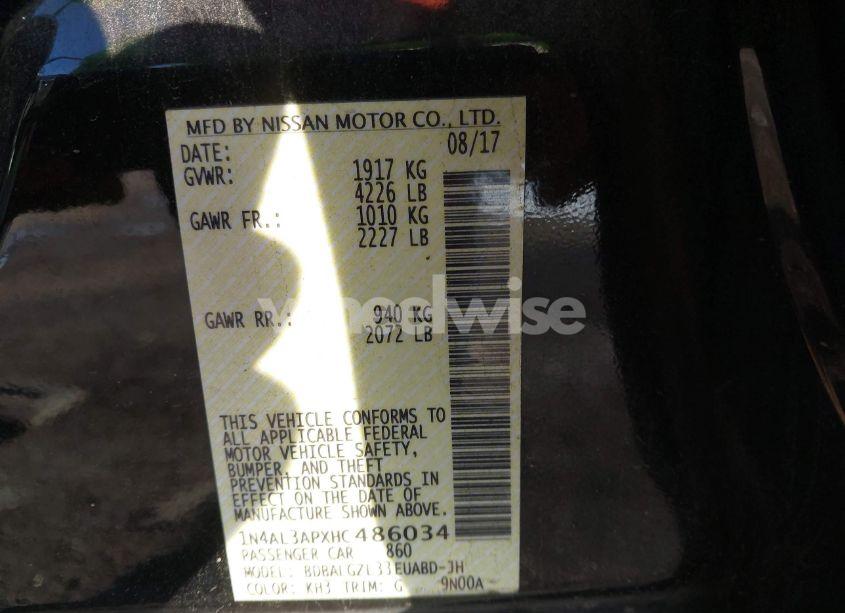 MFD BY NISSAN MOTOR CO., LTD.
DATE: 08/17
GVWR: 1917 KG
4226 LB
GAWR FR.: 1010 KG
2227 LB
GAWR RR.: 940 KG
2072 LB
THIS VEHICLE CONFORMS TO
ALL APPLICABLE FEDERAL
MOTOR VEHICLE SAFETY,
BUMPER, AND THEFT
PREVENTION STANDARDS IN
EFFECT ON THE DATE OF
MANUFACTURE SHOWN ABOVE.
1N4AL3APXHC486034
PASSENGER CAR 860
MODEL: BDBALGZL33EUABD-JH
COLOR: KH3 TRIM: G 9N00A